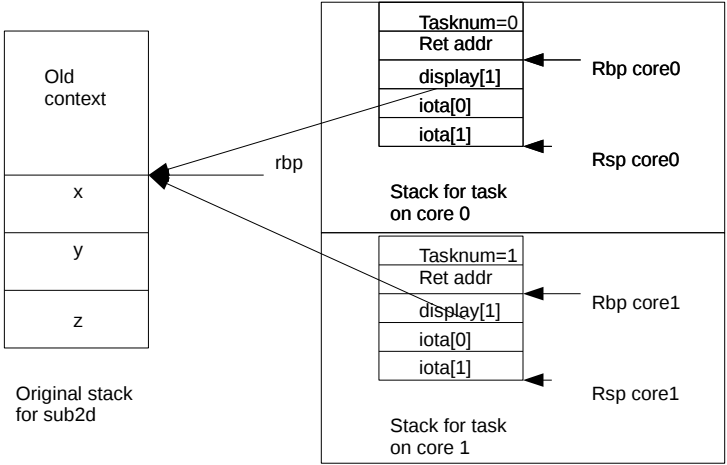 Old
context
x
y
z
Original stack
for sub2d
rbp
Tasknum=0
Ret addr
display[1]
iota[0]
iota[1]
Rbp core0
Rsp core0
Stack for task
on core 0
Tasknum=1
Ret addr
display[1]
iota[0]
iota[1]
Rbp core1
Rsp core1
Stack for task
on core 1